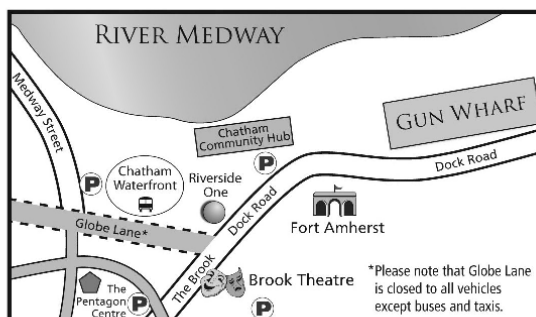 RIVER MEDWAY
Medway Street
GUN WHARF
Chatham
Community Hub
P
Dock Road
P
Chatham
Waterfront
Riverside
One
Dock Road
Fort Amherst
Globe Lane*
The Brook
Brook Theatre
The
Pentagon
Centre
P
P
*Please note that Globe Lane
is closed to all vehicles
except buses and taxis.